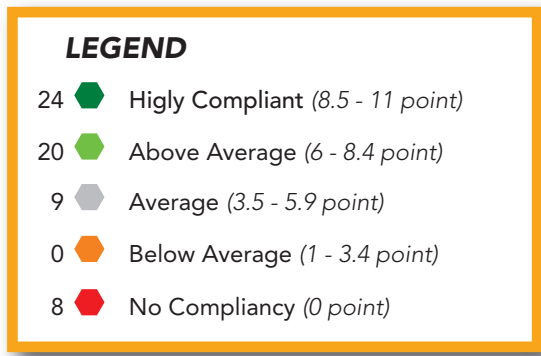 LEGEND
24 Higly Compliant (8.5 - 11 point)
20 Above Average (6 - 8.4 point)
9 Average (3.5 - 5.9 point)
0 Below Average (1 - 3.4 point)
8 No Compliancy (0 point)